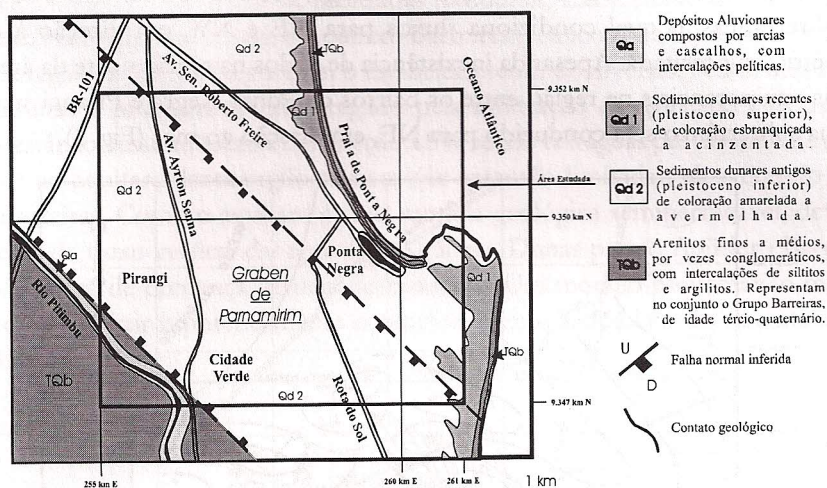 Qd 2
TQb
BR-101
Av. Sen. Roberto Freire
Qd 1
Oceano Atlântico
Praia de Ponta Negra
Av. Ayrton Senna
Qd 2
Qa
Pirangi
Rio Pitimbu
Graben
de
Parnamirim
Ponta
Negra
Qd 1
TQb
TQb
Cidade
Verde
Qd 2
Rota do Sol
9.352 km N
Área Estudada
9.350 km N
9.347 km N
255 km E
260 km E
261 km E
1 km
Qa
Depósitos Aluvionares
compostos por areias
e cascalhos, com
intercalações pelíticas.
Qd 1
Sedimentos dunares recentes
(pleistoceno superior),
de coloração esbranquiçada
a acinzentada.
Qd 2
Sedimentos dunares antigos
(pleistoceno inferior)
de coloração amarelada a
avermelhada.
TQb
Arenitos finos a médios,
por vezes conglomeráticos,
com intercalações de siltitos
e argilitos. Representam
no conjunto o Grupo Barreiras,
de idade tércio-quaternário.
U
D
Falha normal inferida
Contato geológico